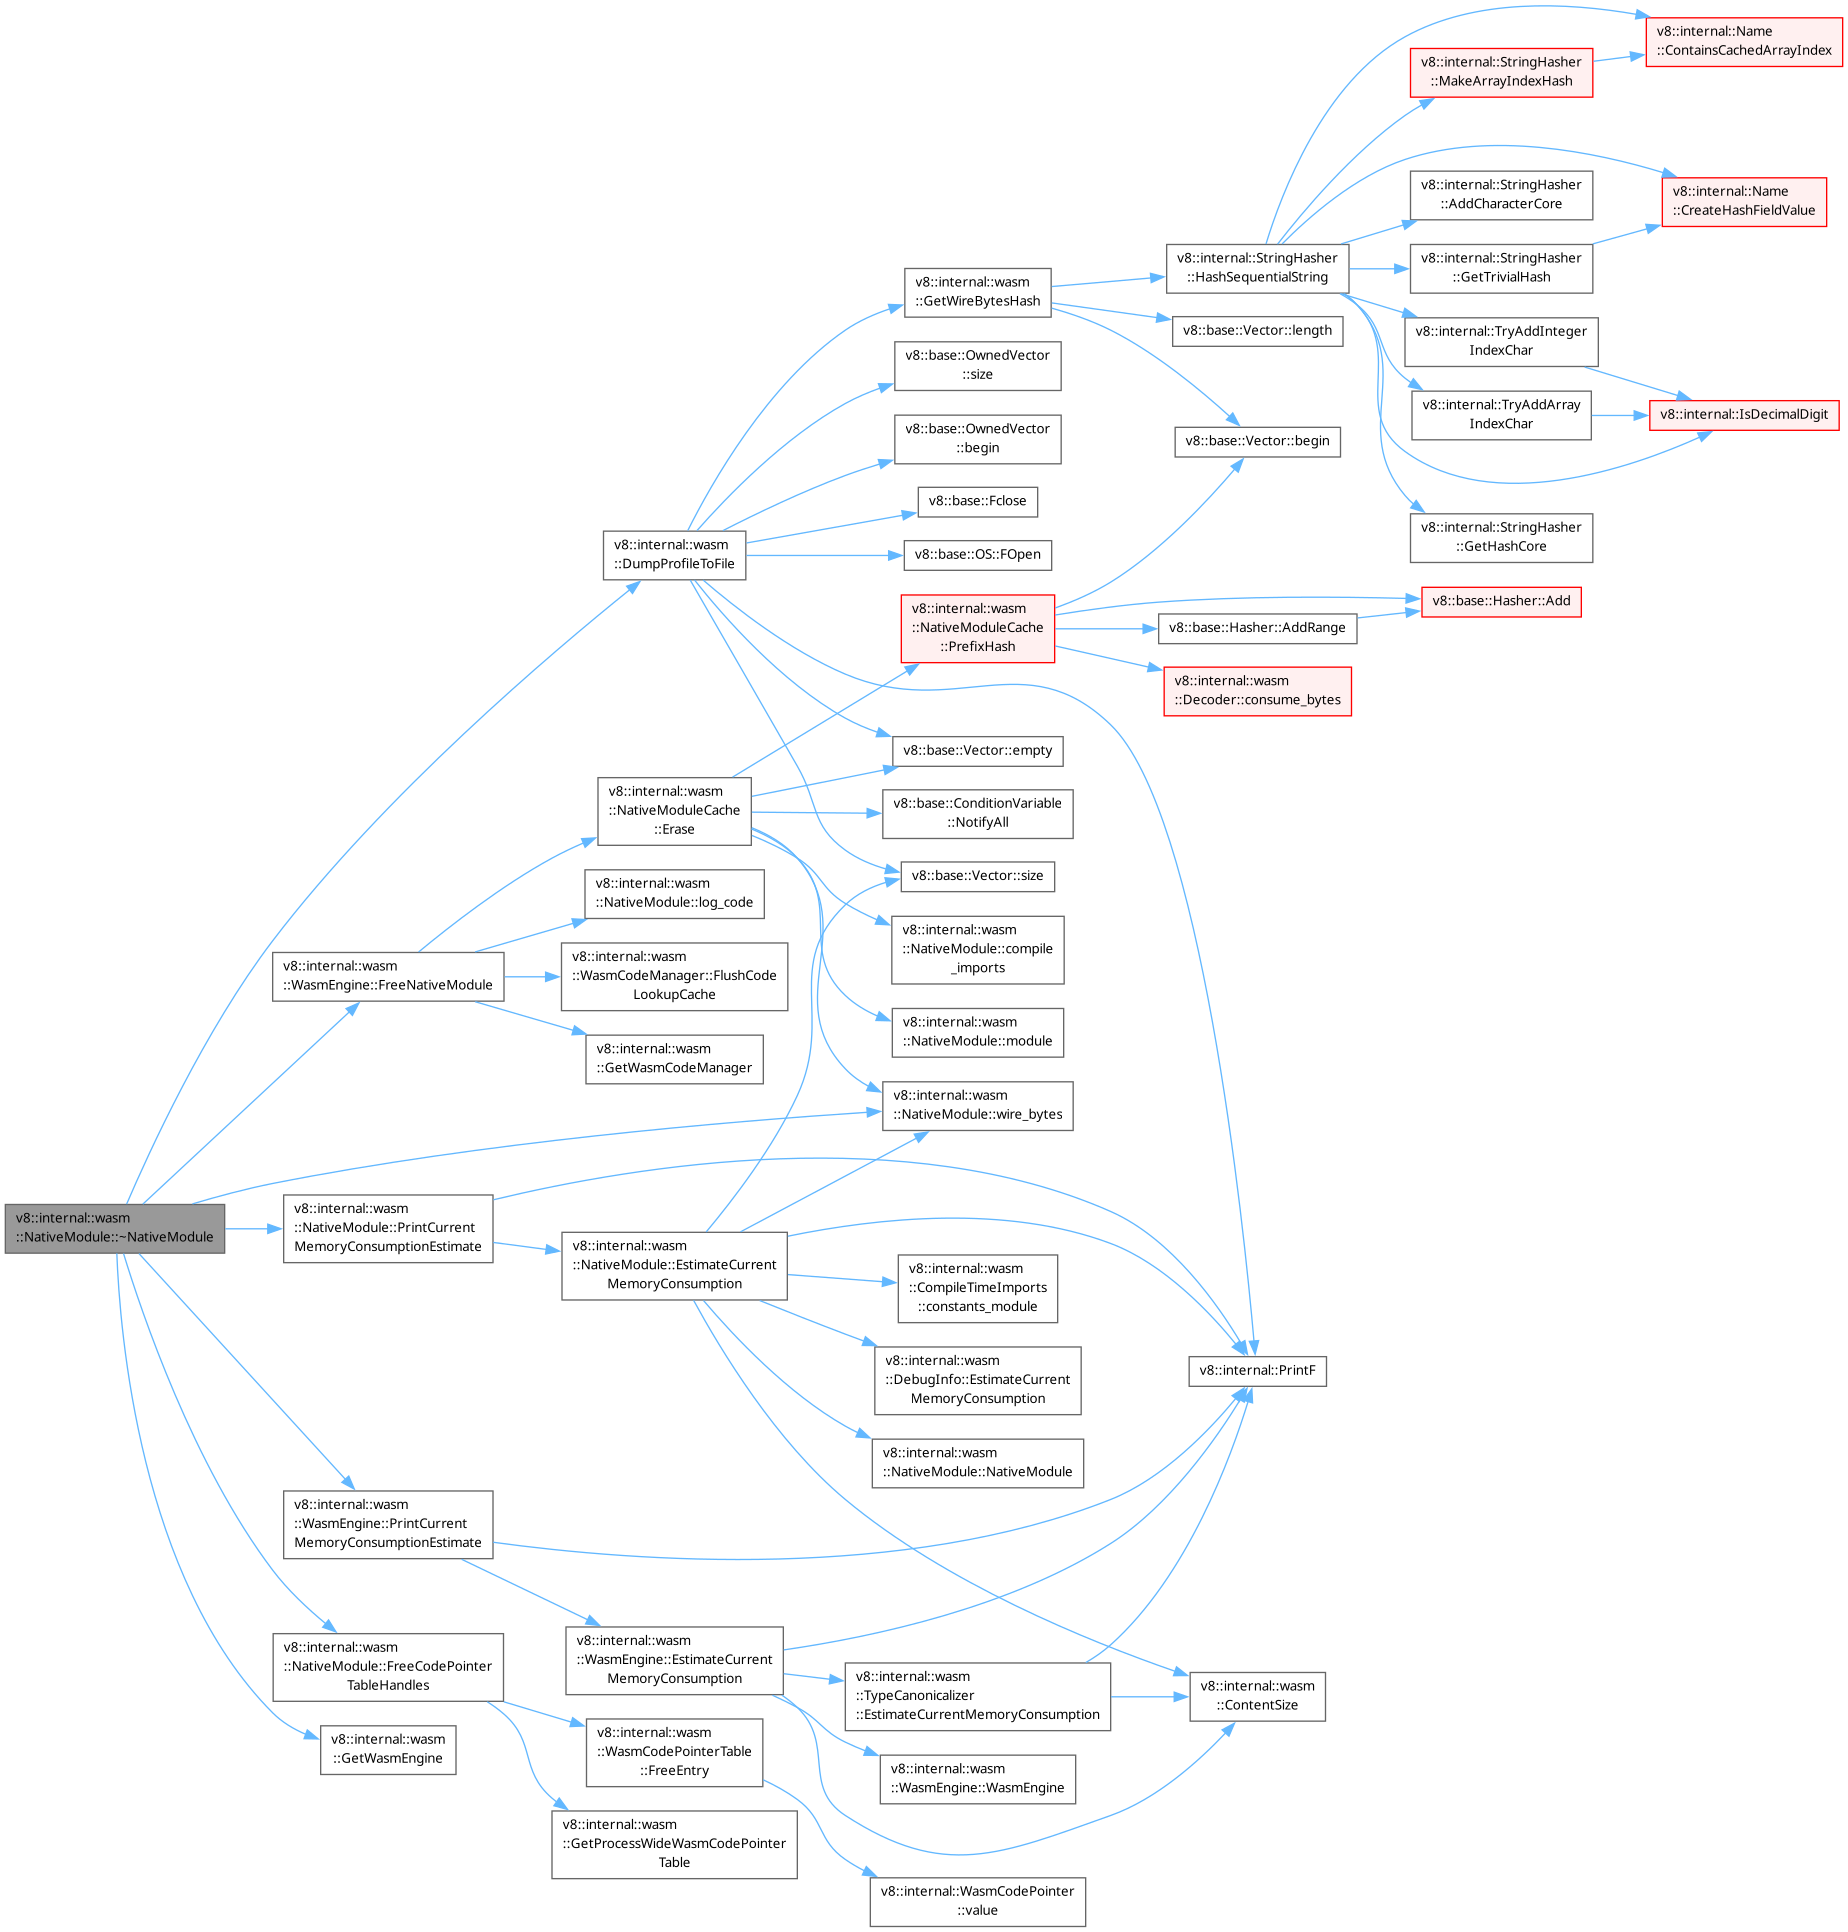 v8::internal::wasm
::NativeModule::~NativeModule
v8::internal::wasm
::WasmEngine::FreeNativeModule
v8::internal::wasm
::NativeModule::PrintCurrent
MemoryConsumptionEstimate
v8::internal::wasm
::WasmEngine::PrintCurrent
MemoryConsumptionEstimate
v8::internal::wasm
::NativeModule::FreeCodePointer
TableHandles
v8::internal::wasm
::GetWasmEngine
v8::internal::wasm
::DumpProfileToFile
v8::internal::wasm
::NativeModuleCache
::Erase
v8::internal::wasm
::NativeModule::log_code
v8::internal::wasm
::WasmCodeManager::FlushCode
LookupCache
v8::internal::wasm
::GetWasmCodeManager
v8::internal::wasm
::NativeModule::EstimateCurrent
MemoryConsumption
v8::internal::wasm
::WasmEngine::EstimateCurrent
MemoryConsumption
v8::internal::wasm
::WasmCodePointerTable
::FreeEntry
v8::internal::wasm
::GetProcessWideWasmCodePointer
Table
v8::internal::wasm
::GetWireBytesHash
v8::base::OwnedVector
::size
v8::base::OwnedVector
::begin
v8::base::Fclose
v8::base::OS::FOpen
v8::internal::wasm
::NativeModuleCache
::PrefixHash
v8::base::Vector::empty
v8::base::ConditionVariable
::NotifyAll
v8::base::Vector::size
v8::internal::wasm
::NativeModule::compile
_imports
v8::internal::wasm
::NativeModule::module
v8::internal::wasm
::NativeModule::wire_bytes
v8::internal::wasm
::CompileTimeImports
::constants_module
v8::internal::wasm
::DebugInfo::EstimateCurrent
MemoryConsumption
v8::internal::wasm
::NativeModule::NativeModule
v8::internal::wasm
::TypeCanonicalizer
::EstimateCurrentMemoryConsumption
v8::internal::wasm
::WasmEngine::WasmEngine
v8::internal::WasmCodePointer
::value
v8::internal::StringHasher
::HashSequentialString
v8::base::Vector::length
v8::base::Vector::begin
v8::base::Hasher::AddRange
v8::internal::wasm
::Decoder::consume_bytes
v8::internal::PrintF
v8::internal::wasm
::ContentSize
v8::internal::StringHasher
::MakeArrayIndexHash
v8::internal::StringHasher
::AddCharacterCore
v8::internal::StringHasher
::GetTrivialHash
v8::internal::TryAddInteger
IndexChar
v8::internal::TryAddArray
IndexChar
v8::internal::StringHasher
::GetHashCore
v8::base::Hasher::Add
v8::internal::Name
::ContainsCachedArrayIndex
v8::internal::Name
::CreateHashFieldValue
v8::internal::IsDecimalDigit